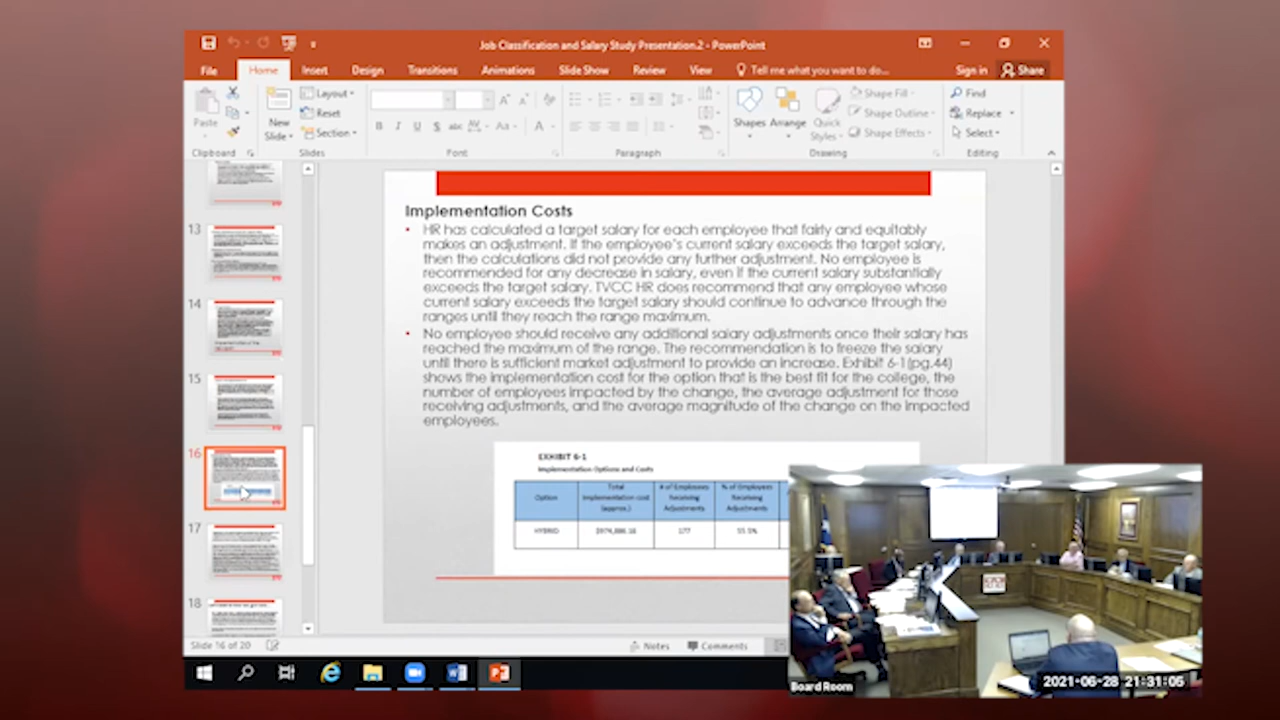 Job Classification and Salary Study Presentation.2 - PowerPoint
File Home Insert Design Transitions Animations Slide Show Review View Tell me what you want to do... Sign in Share
Paste
New
Slide
Layout
Reset
Section
Shapes Arrange Quick
Styles
Shape Fill
Shape Outline
Shape Effects
Find
Replace
Select
Clipboard Slides Font Paragraph Drawing Editing
13
14
15
16
17
18
Implementation Costs
• HR has calculated a target salary for each employee that fairly and equitably
makes an adjustment. If the employee's current salary exceeds the target salary,
then the calculations did not provide any further adjustment. No employee is
recommended for any decrease in salary, even if the current salary substantially
exceeds the target salary. TVCC HR does recommend that any employee whose
current salary exceeds the target salary should continue to advance through the
ranges until they reach the range maximum.
• No employee should receive any additional salary adjustments once their salary has
reached the maximum of the range. The recommendation is to freeze the salary
until there is sufficient market adjustment to provide an increase. Exhibit 6-1(pg.44)
shows the implementation cost for the option that is the best fit for the college, the
number of employees impacted by the change, the average adjustment for those
receiving adjustments, and the average magnitude of the change on the impacted
employees.
EXHIBIT 6-1
Implementation Options and Costs
Option
Total
Implementation cost
(approx.)
# of Employees
Receiving
Adjustments
% of Employees
Receiving
Adjustments
HYBRID 177
Slide 16 of 20
Notes Comments
Board Room
2021-06-28 21:31:05